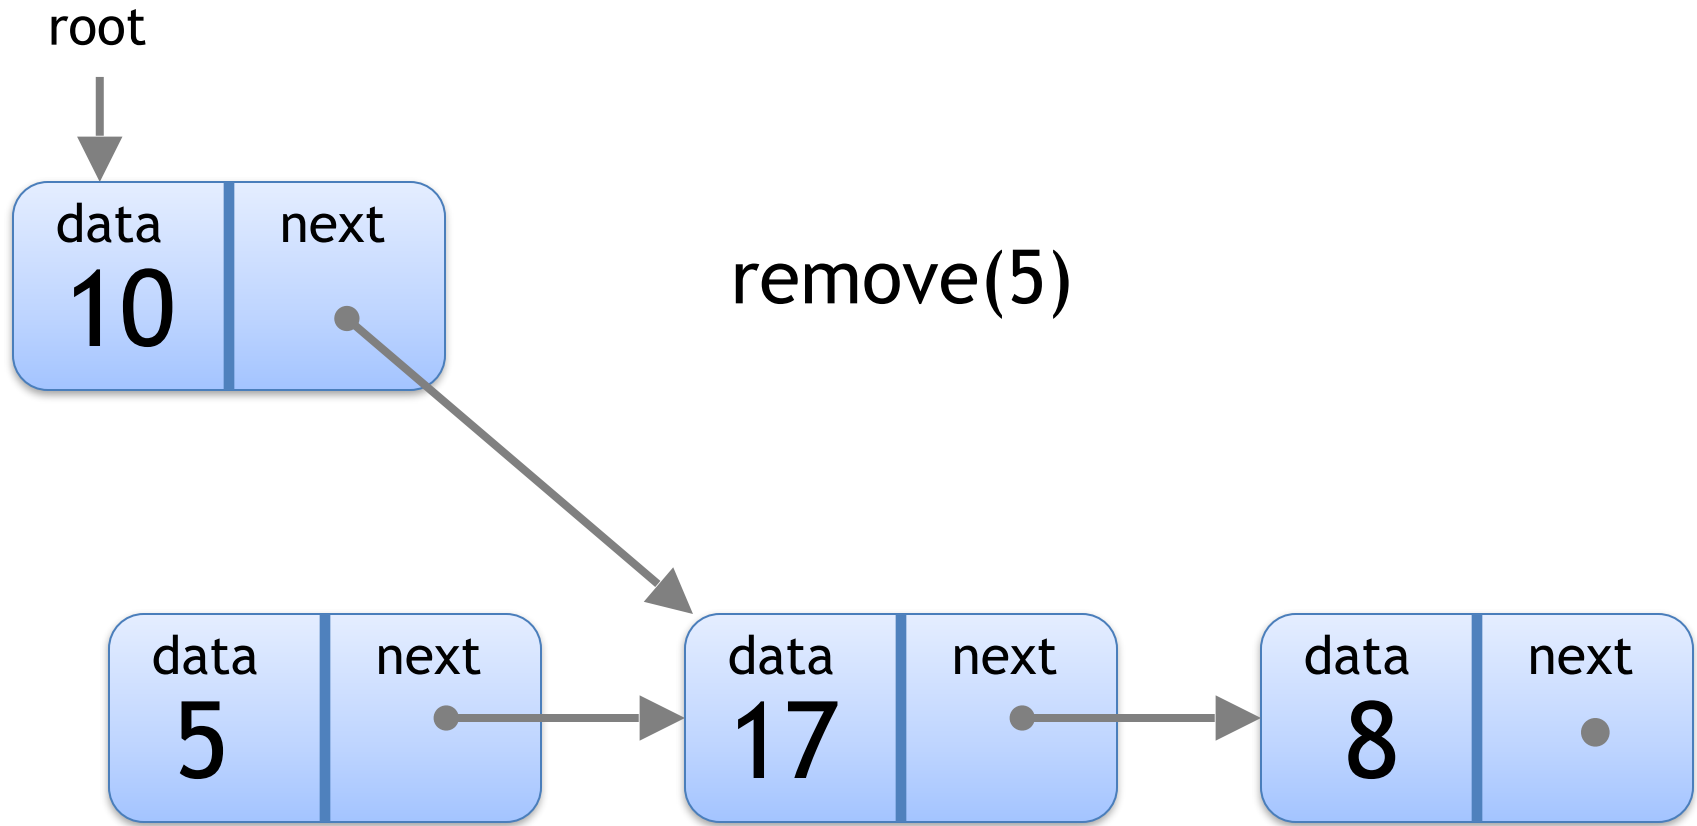 root
data next
10
remove(5)
data next data next data next
5 17 8